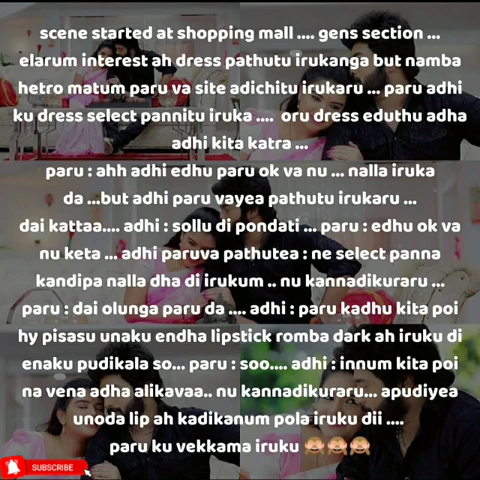 scene started at shopping mall .... gens section ...
elarum interest ah dress pathutu irukanga but namba
hetro matum paru va site adichitu irukaru ... paru adhi
ku dress select pannitu iruka .... oru dress eduthu adha
adhi kita katra ...
paru : ahh adhi edhu paru ok va nu ... nalla iruka
da ...but adhi paru vayea pathutu irukaru ...
dai kattaa.... adhi : sollu di pondati ... paru : edhu ok va
nu keta ... adhi paruva pathutea : ne select panna
kandipa nalla dha di irukum .. nu kannadikuraru ...
paru : dai olunga paru da .... adhi : paru kadhu kita poi
hy pisasu unaku endha lipstick romba dark ah iruku di
enaku pudikala so... paru : soo.... adhi : innum kita poi
na vena adha alikavaa.. nu kannadikuraru... apudiyea
unoda lip ah kadikanum pola iruku dii ....
paru ku vekkama iruku 🙈🙈🙈
SUBSCRIBE